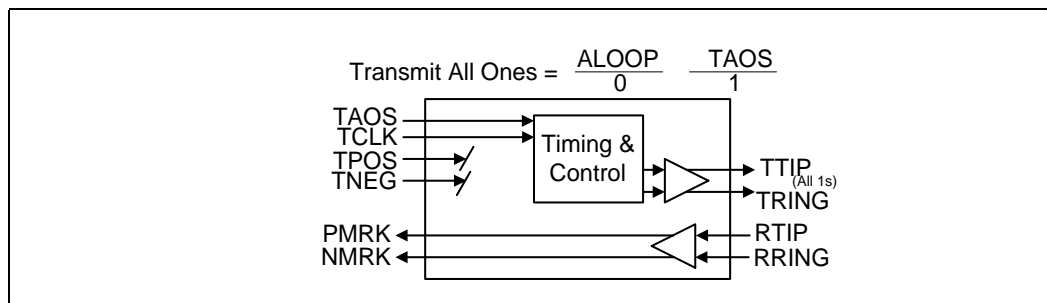 Transmit All Ones = ALOOP TAOS
0 1
TAOS
TCLK
TPOS
TNEG
Timing &
Control
TTIP
(All 1s)
TRING
PMRK
NMRK
RTIP
RRING